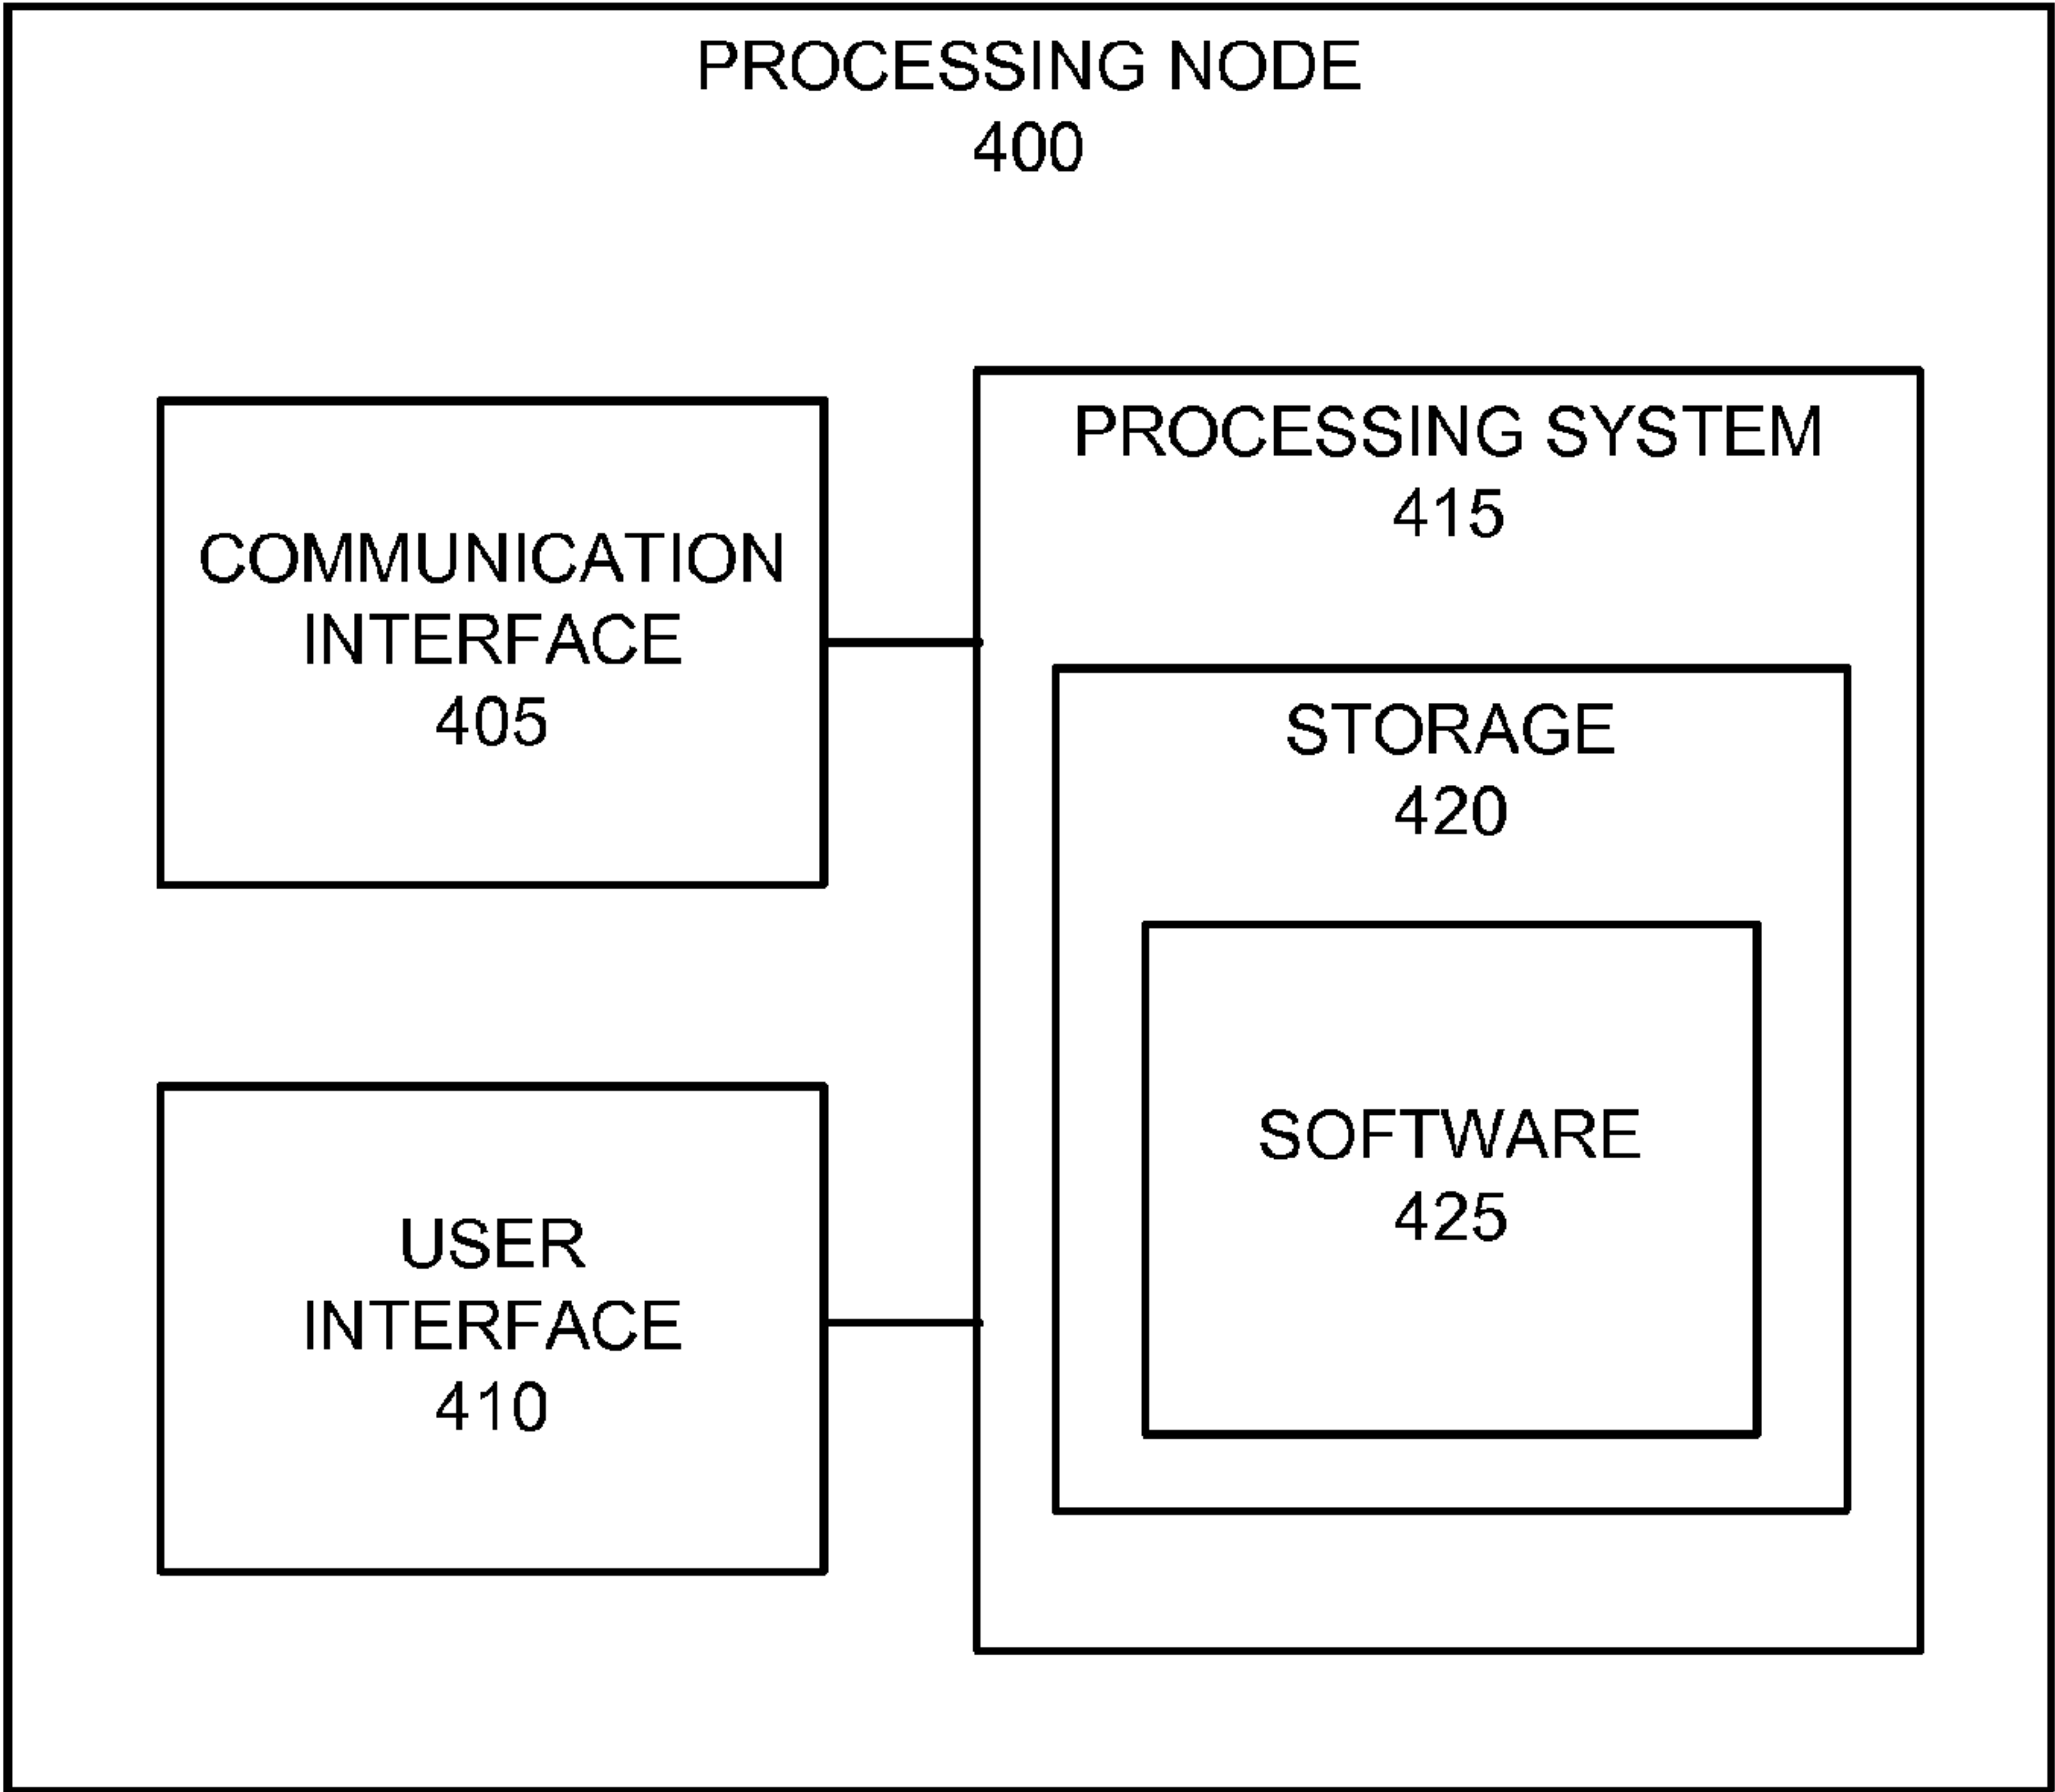 PROCESSING NODE
400
COMMUNICATION
INTERFACE
405
USER
INTERFACE
410
PROCESSING SYSTEM
415
STORAGE
420
SOFTWARE
425